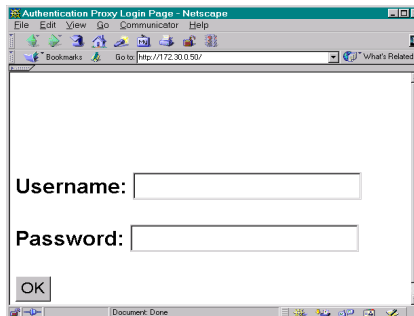 Authentication Proxy Login Page - Netscape
File Edit View Go Communicator Help
Bookmarks Go to: http://172.30.0.50/ What's Related
Username:
Password:
OK
Document: Done